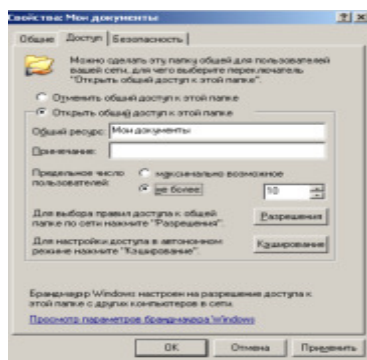 Свойства: Мои документы
Общие Доступ Безопасность
Можно сделать эту папку общей для пользователей
вашей сети, для чего выберите переключатель
"Открыть общий доступ к этой папке".
Отменить общий доступ к этой папке
Открыть общий доступ к этой папке
Общий ресурс: Мои документы
Примечание:
Предельное число
пользователей:
максимально возможное
не более: 10
Для выбора правил доступа к общей
папке по сети нажмите "Разрешения".
Разрешения
Для настройки доступа в автономном
режиме нажмите "Кэширование".
Кэширование
Брандмауэр Windows настроен на разрешение доступа к
этой папке с других компьютеров в сети.
Просмотр параметров брандмауэра Windows
ОК Отмена Применить